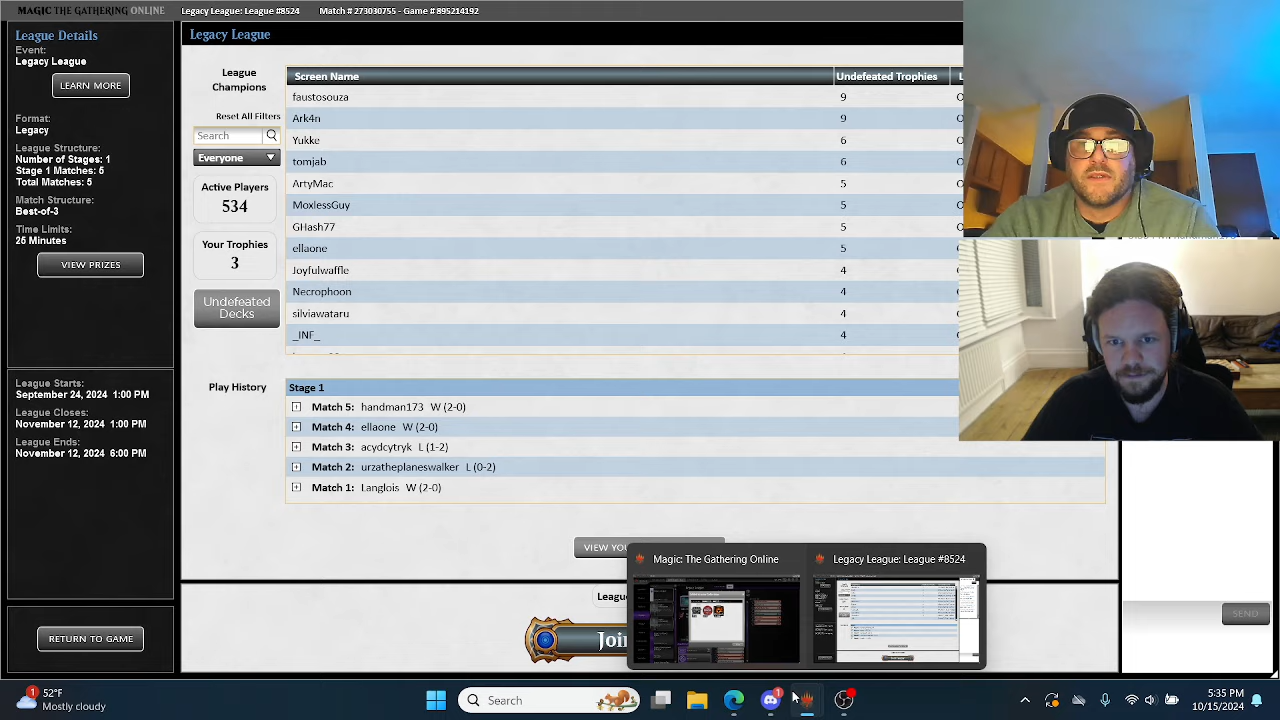 MAGIC THE GATHERING ONLINE
Legacy League: League #8524
Match # 273030755 - Game # 895214192
League Details
Event:
Legacy League
LEARN MORE
Format:
Legacy
League Structure:
Number of Stages: 1
Stage 1 Matches: 5
Total Matches: 5
Match Structure:
Best-of-3
Time Limits:
25 Minutes
VIEW PRIZES
League Starts:
September 24, 2024 1:00 PM
League Closes:
November 12, 2024 1:00 PM
League Ends:
November 12, 2024 6:00 PM
RETURN TO GAME
Legacy League
League
Champions
Reset All Filters
Search
Everyone
Active Players
534
Your Trophies
3
Undefeated
Decks
Screen Name Undefeated Trophies
faustosouza 9
Ark4n 9
Yukke 6
tomjab 6
ArtyMac 5
MoxlessGuy 5
GHash77 5
ellaone 5
Joyfulwaffle 4
Necrophoon 4
silviawataru 4
_INF_ 4
Play History
Stage 1
Match 5: handman173 W (2-0)
Match 4: ellaone W (2-0)
Match 3: acydcytryk L (1-2)
Match 2: urzatheplaneswalker L (0-2)
Match 1: Langlois W (2-0)
VIEW YOU
Magic: The Gathering Online
Legacy League: League #8524
Leagu
Join
SEND
1
52°F
Mostly cloudy
Search
1
5:35 PM
10/15/2024